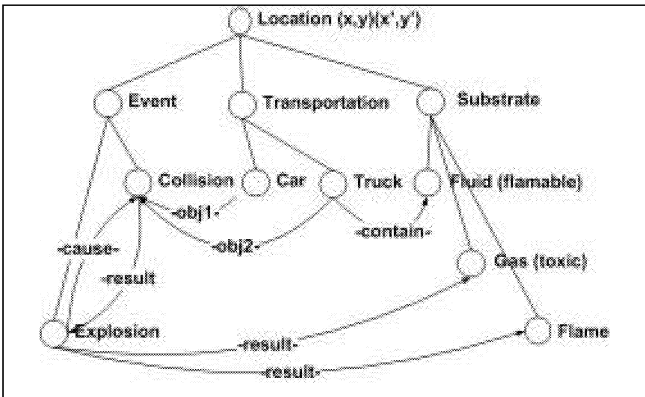 Location (x,y)(x',y')
Event Transportation Substrate
Collision Car Truck Fluid (flamable)
-obj1-
-cause- -obj2- -contain-
-result
Gas (toxic)
Explosion Flame
-result-
-result-